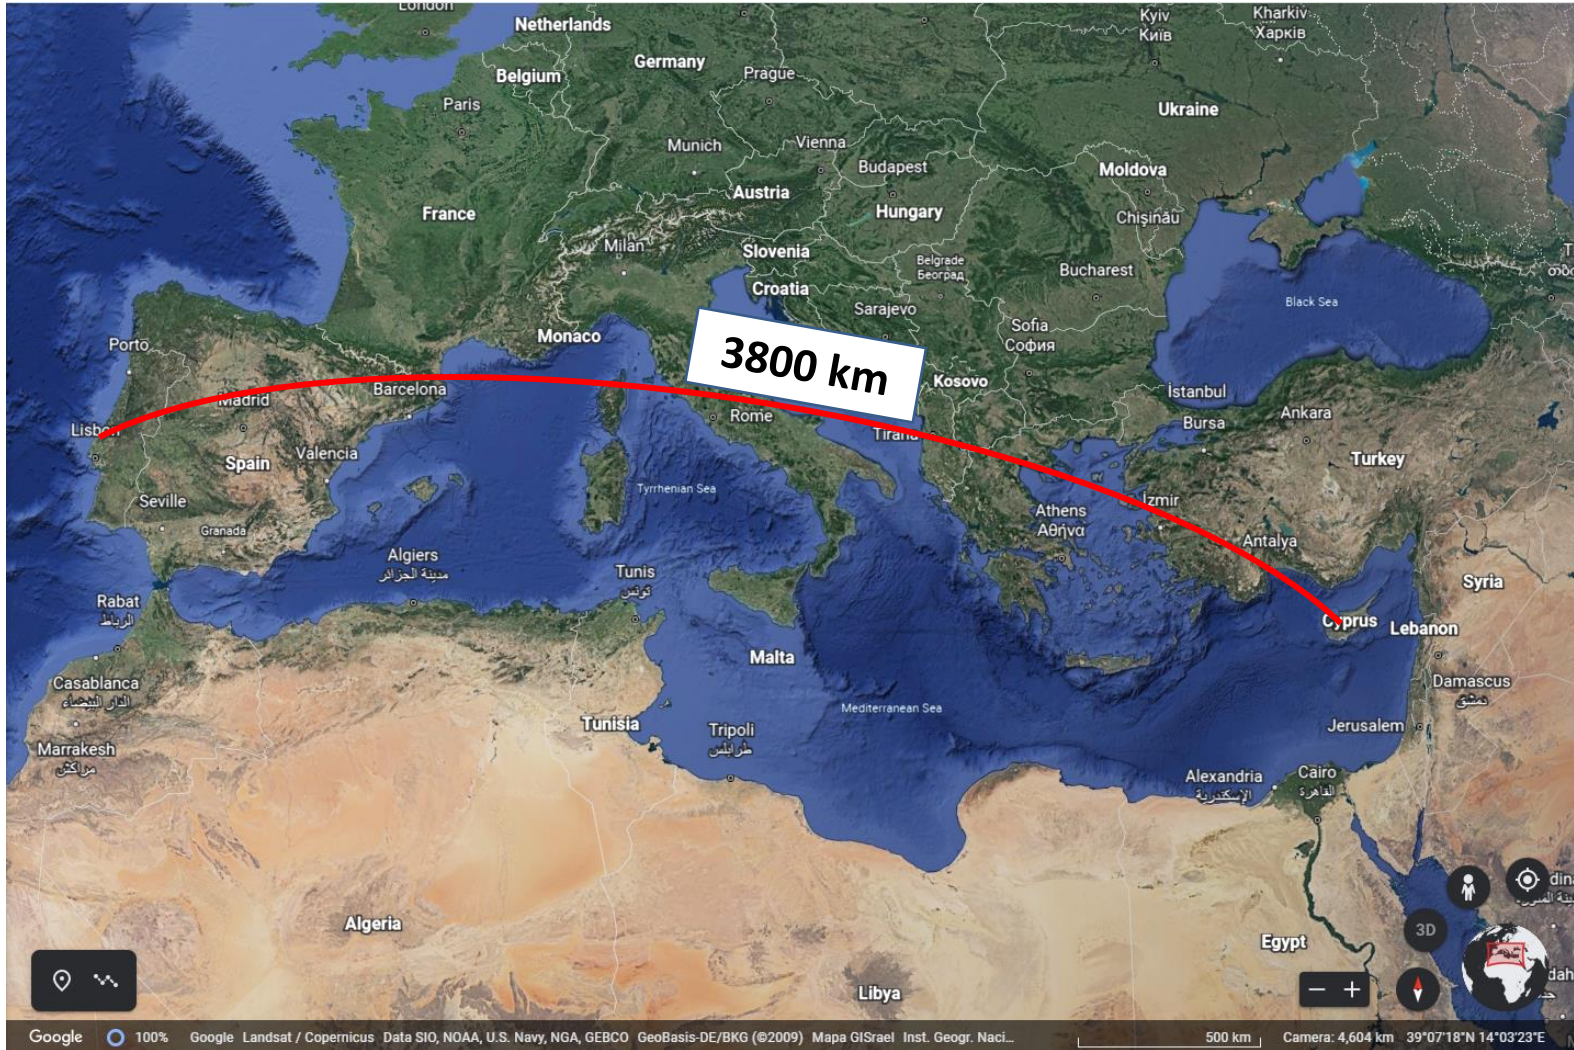 London
Netherlands
Kyiv
Київ
Kharkiv
Харків
Germany
Belgium
Prague
Paris
Ukraine
Munich
Vienna
Budapest
Moldova
Austria
France
Hungary
Chișinău
Milan
Slovenia
Belgrade
Београд
Bucharest
Croatia
Black Sea
Sarajevo
Sofia
София
Porto
Monaco
3800 km
Kosovo
Barcelona
Madrid
İstanbul
Ankara
Rome
Bursa
Lisbon
Tirana
Valencia
Spain
Turkey
Tyrrhenian Sea
Seville
İzmir
Athens
Αθήνα
Granada
Antalya
Algiers
مدينة الجزائر
Tunis
تونس
Syria
Rabat
الرباط
Cyprus
Lebanon
Malta
Casablanca
الدار البيضاء
Damascus
دمشق
Mediterranean Sea
Tunisia
Tripoli
طرابلس
Jerusalem
Marrakesh
مراكش
Alexandria
الإسكندرية
Cairo
القاهرة
Algeria
3D
Egypt
Libya
Google 100% Google Landsat / Copernicus Data SIO, NOAA, U.S. Navy, NGA, GEBCO GeoBasis-DE/BKG (©2009) Mapa GISrael Inst. Geogr. Naci... 500 km Camera: 4,604 km 39°07'18"N 14°03'23"E